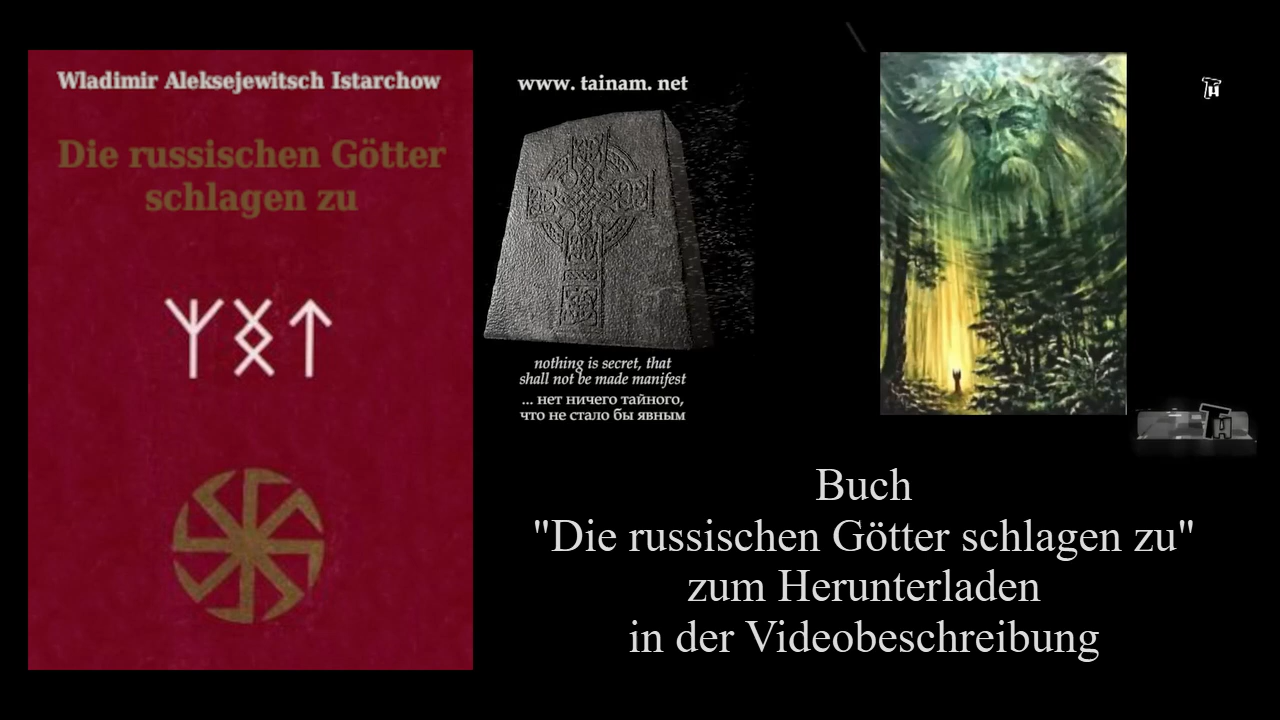 Wladimir Aleksejewitsch Istarchow
Die russischen Götter
schlagen zu
ᛉᛝᛏ
www. tainam. net
nothing is secret, that
shall not be made manifest
... нет ничего тайного,
что не стало бы явным
Buch
"Die russischen Götter schlagen zu"
zum Herunterladen
in der Videobeschreibung